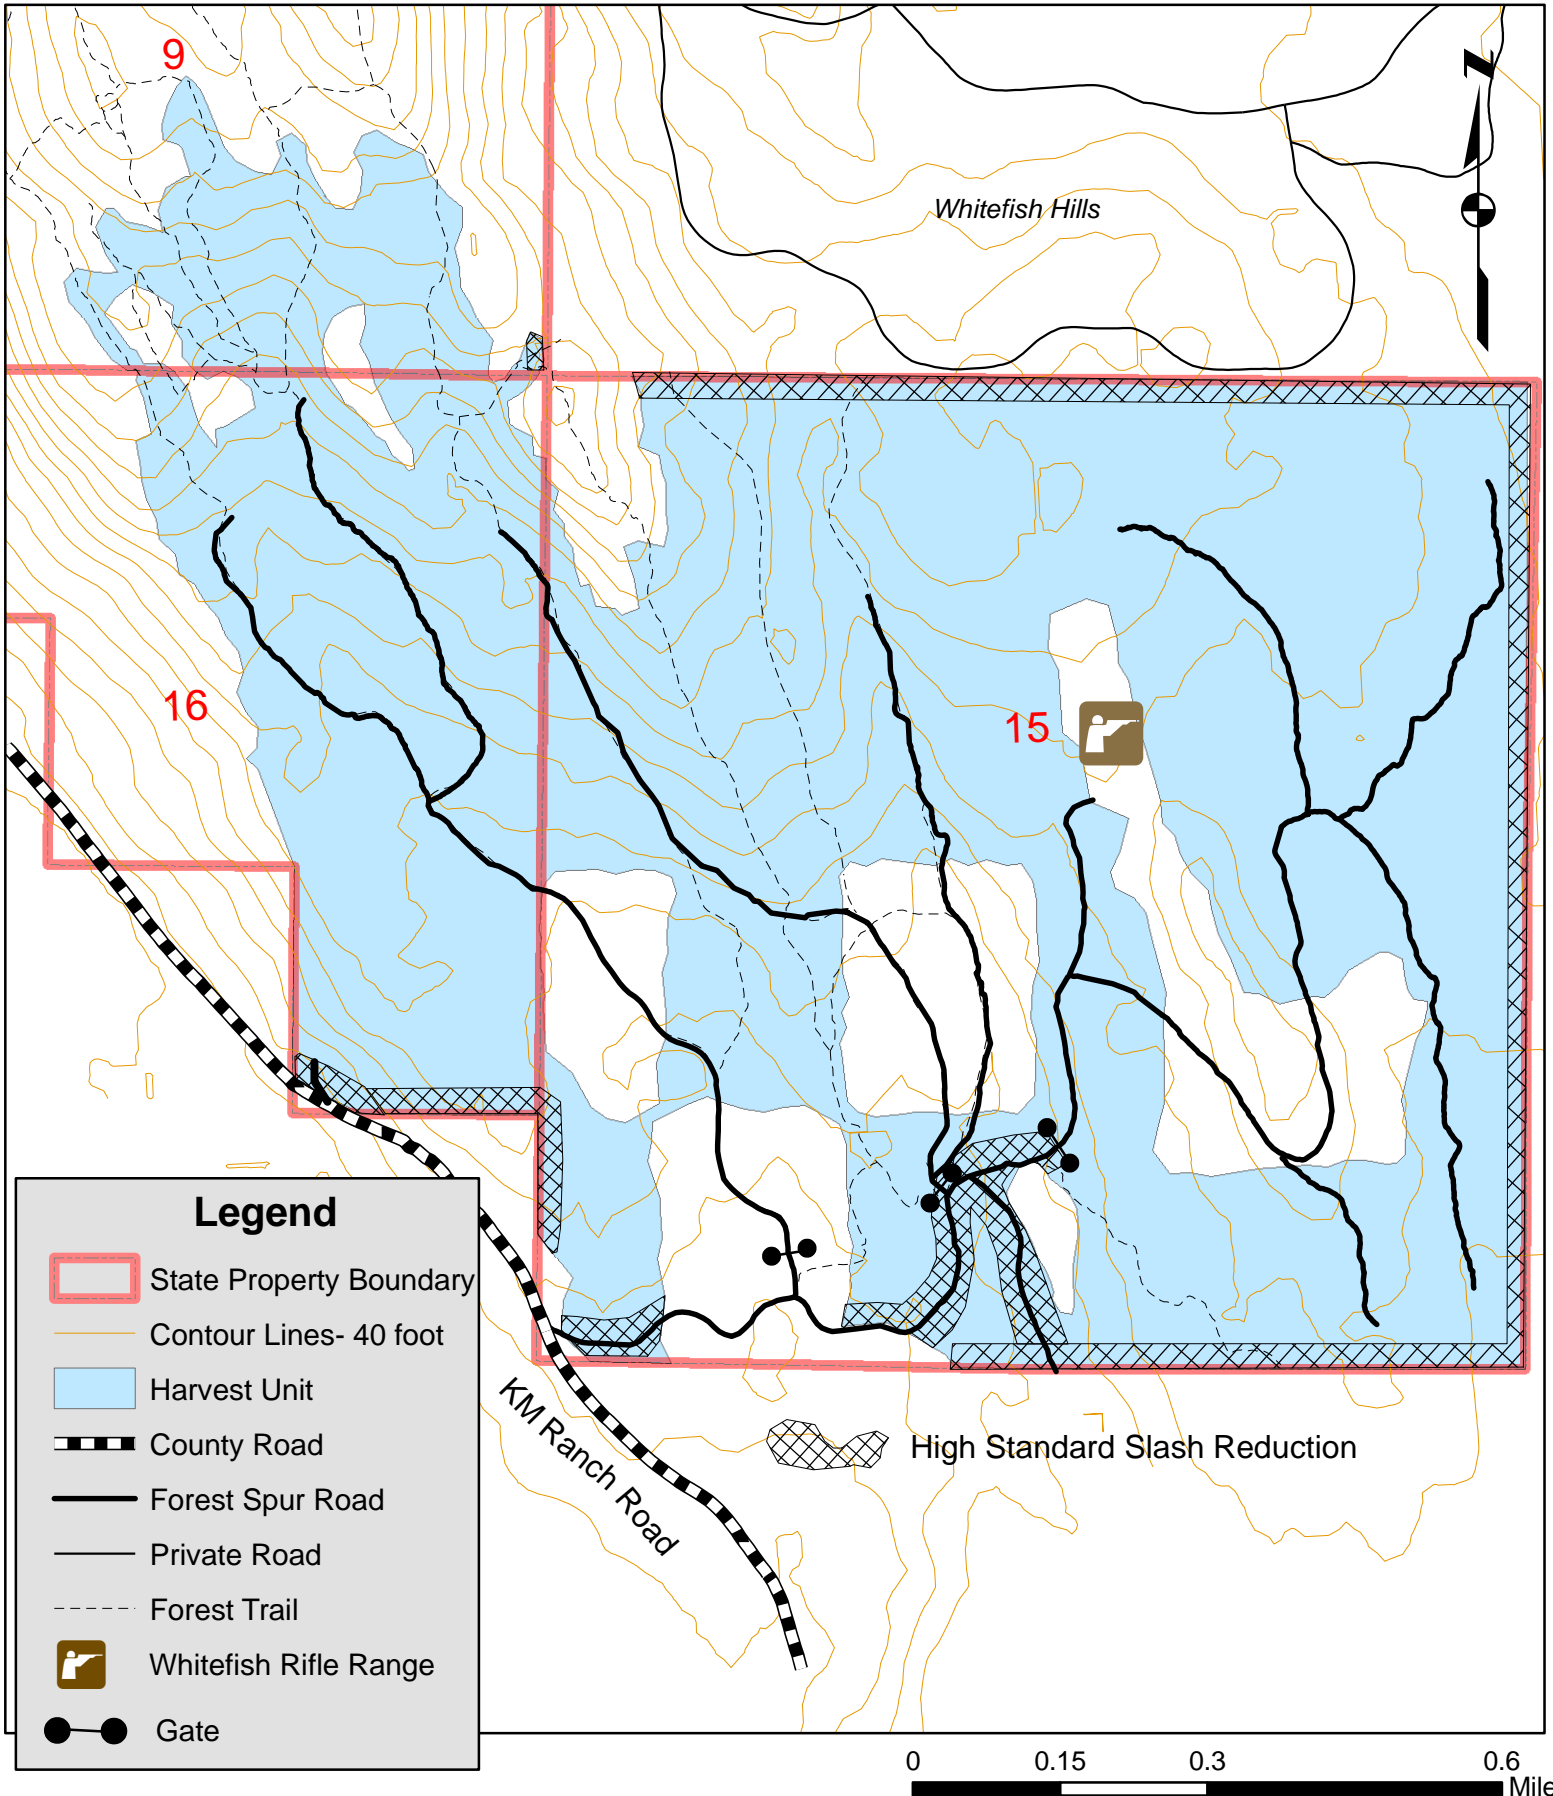 9
Whitefish Hills
16
15
KM Ranch Road
High Standard Slash Reduction
Legend
State Property Boundary
Contour Lines- 40 foot
Harvest Unit
County Road
Forest Spur Road
Private Road
Forest Trail
Whitefish Rifle Range
Gate
0 0.15 0.3 0.6
Mile